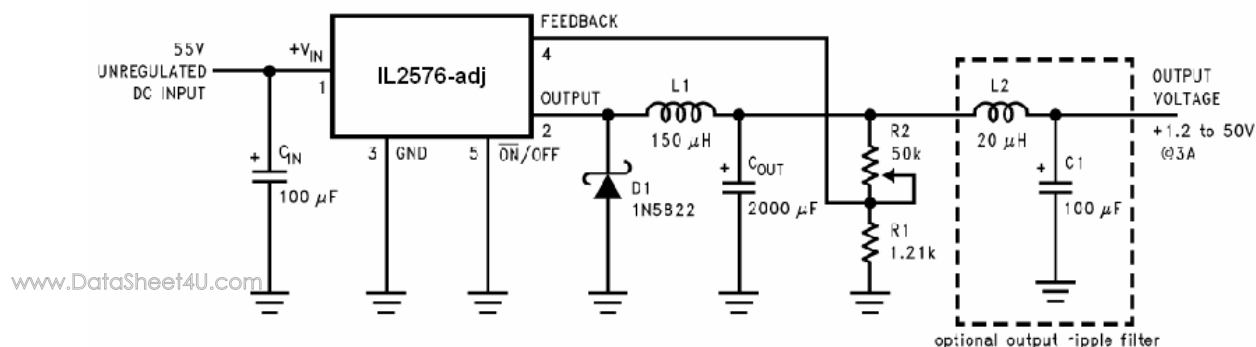 FEEDBACK
55V
UNREGULATED
DC INPUT
+VIN
1
IL2576-adj
4
OUTPUT
2
3 GND
5 ON/OFF
CIN
+
100 µF
D1
1N5822
L1
150 µH
+
COUT
2000 µF
R2
50k
R1
1.21k
L2
20 µH
+
C1
100 µF
OUTPUT
VOLTAGE
+1.2 to 50V
@3A
www.DataSheet4U.com
optional output ripple filter